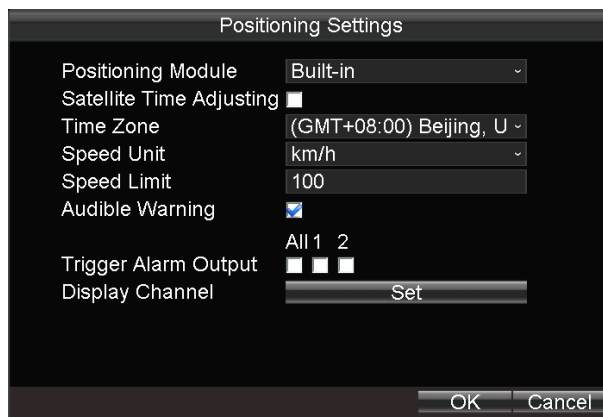 Positioning Settings
Positioning Module Built-in
Satellite Time Adjusting
Time Zone (GMT+08:00) Beijing, U
Speed Unit km/h
Speed Limit 100
Audible Warning
All 1 2
Trigger Alarm Output
Display Channel Set
OK Cancel